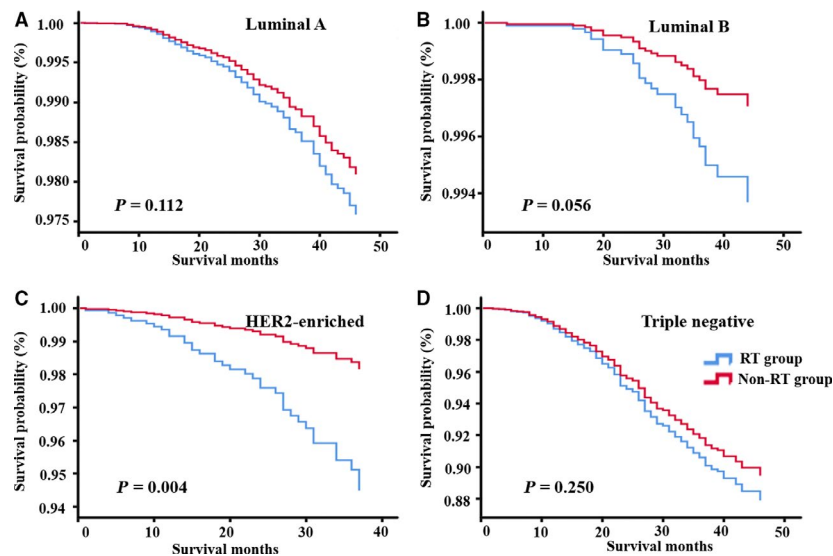 A
Luminal A
Survival probability (%)
1.00
0.995
0.990
0.985
0.980
0.975
P = 0.112
0 10 20 30 40 50
Survival months
B
Luminal B
Survival probability (%)
1.000
0.998
0.996
0.994
P = 0.056
0 10 20 30 40 50
Survival months
C
HER2-enriched
Survival probability (%)
1.00
0.99
0.98
0.97
0.96
0.95
0.94
P = 0.004
0 10 20 30 40
Survival months
D
Triple negative
Survival probability (%)
1.00
0.98
0.96
0.94
0.92
0.90
0.88
RT group
Non-RT group
P = 0.250
0 10 20 30 40 50
Survival months